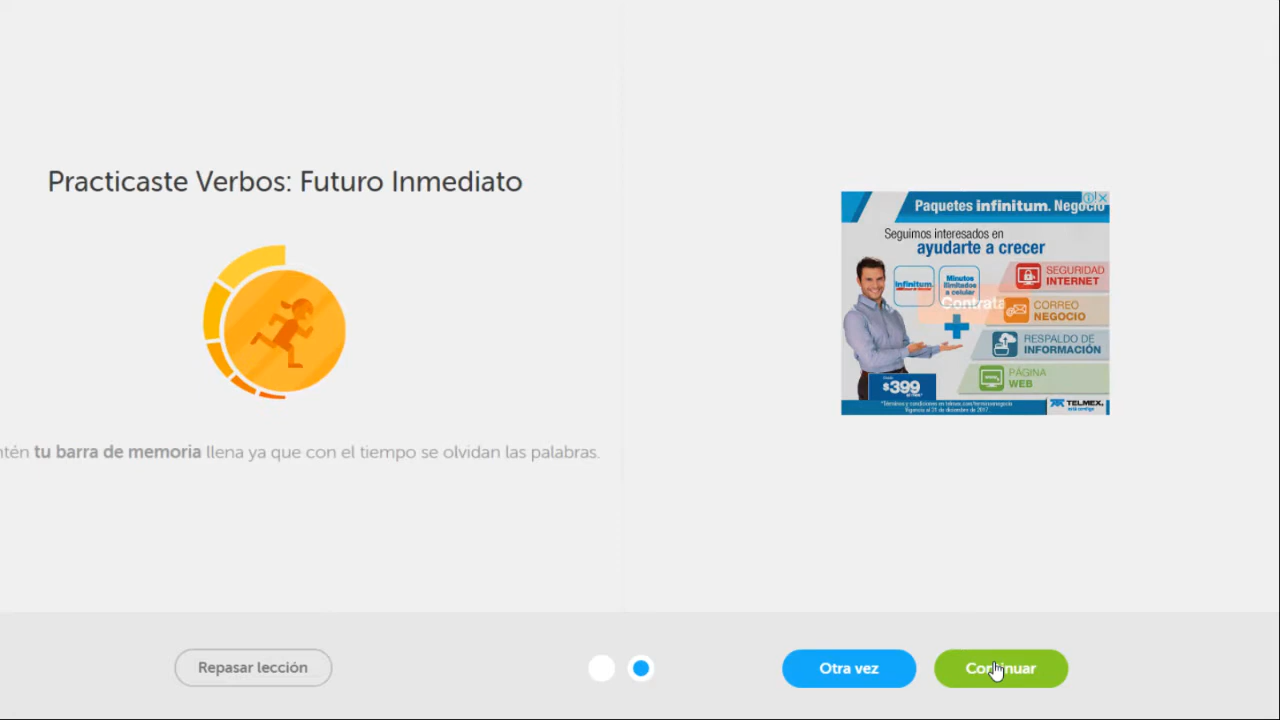 Practicaste Verbos: Futuro Inmediato
ntén tu barra de memoria llena ya que con el tiempo se olvidan las palabras.
Paquetes infinitum. Negocio
Seguimos interesados en
ayudarte a crecer
infinitum.
Minutos
ilimitados
a celular
Contrata
SEGURIDAD
INTERNET
CORREO
NEGOCIO
RESPALDO DE
INFORMACIÓN
PÁGINA
WEB
$399
TELMEX.
Repasar lección
Otra vez
Continuar